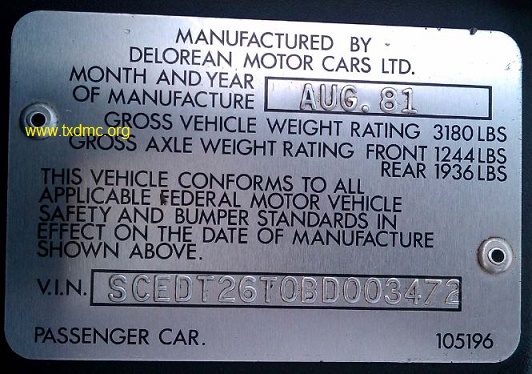 MANUFACTURED BY
DELOREAN MOTOR CARS LTD.
MONTH AND YEAR
OF MANUFACTURE AUG. 81
www.txdmc.org
GROSS VEHICLE WEIGHT RATING 3180 LBS
GROSS AXLE WEIGHT RATING FRONT 1244 LBS
REAR 1936 LBS
THIS VEHICLE CONFORMS TO ALL
APPLICABLE FEDERAL MOTOR VEHICLE
SAFETY AND BUMPER STANDARDS IN
EFFECT ON THE DATE OF MANUFACTURE
SHOWN ABOVE.
V.I.N. SCEDT26T0BD003472
PASSENGER CAR. 105196